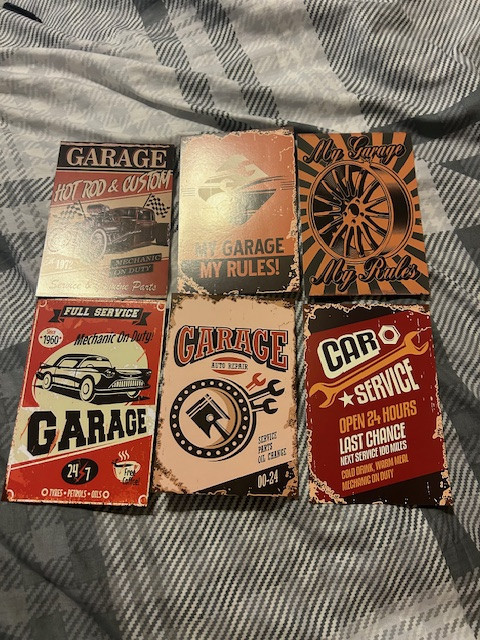 GARAGE
HOT ROD & CUSTOM
MECHANIC
ON DUTY
MY GARAGE
MY RULES!
My Garage
My Rules
FULL SERVICE
Since
1960
Mechanic On Duty!
GARAGE
24/7
Free
Coffee
TYRES • PETROLS • OILS
GARAGE
AUTO REPAIR
SERVICE
PARTS
OIL CHANGE
00-24
CAR
SERVICE
OPEN 24 HOURS
LAST CHANCE
NEXT SERVICE 100 MILES
COLD DRINK, WARM MEAL
MECHANIC ON DUTY